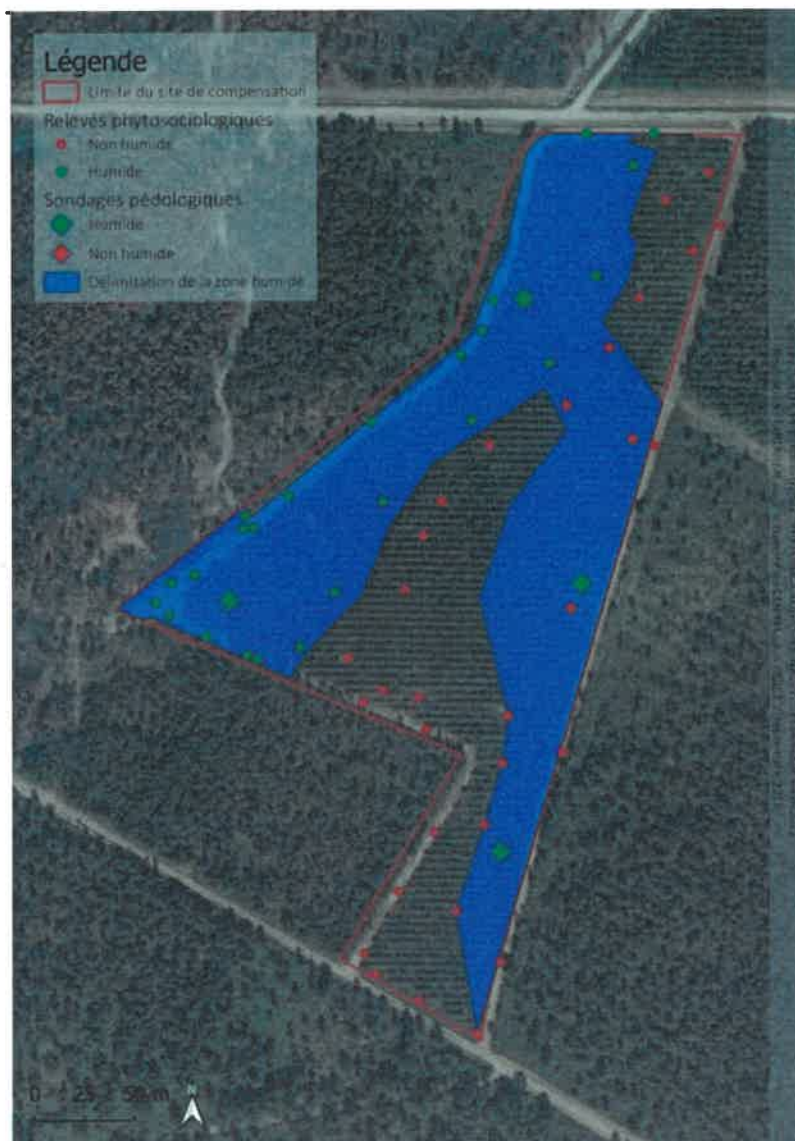 Légende
Limite du site de compensation
Relevés phytosociologiques
Non humide
Humide
Sondages pédologiques
Humide
Non humide
Délimitation de la zone humide
0 25 50 m
N